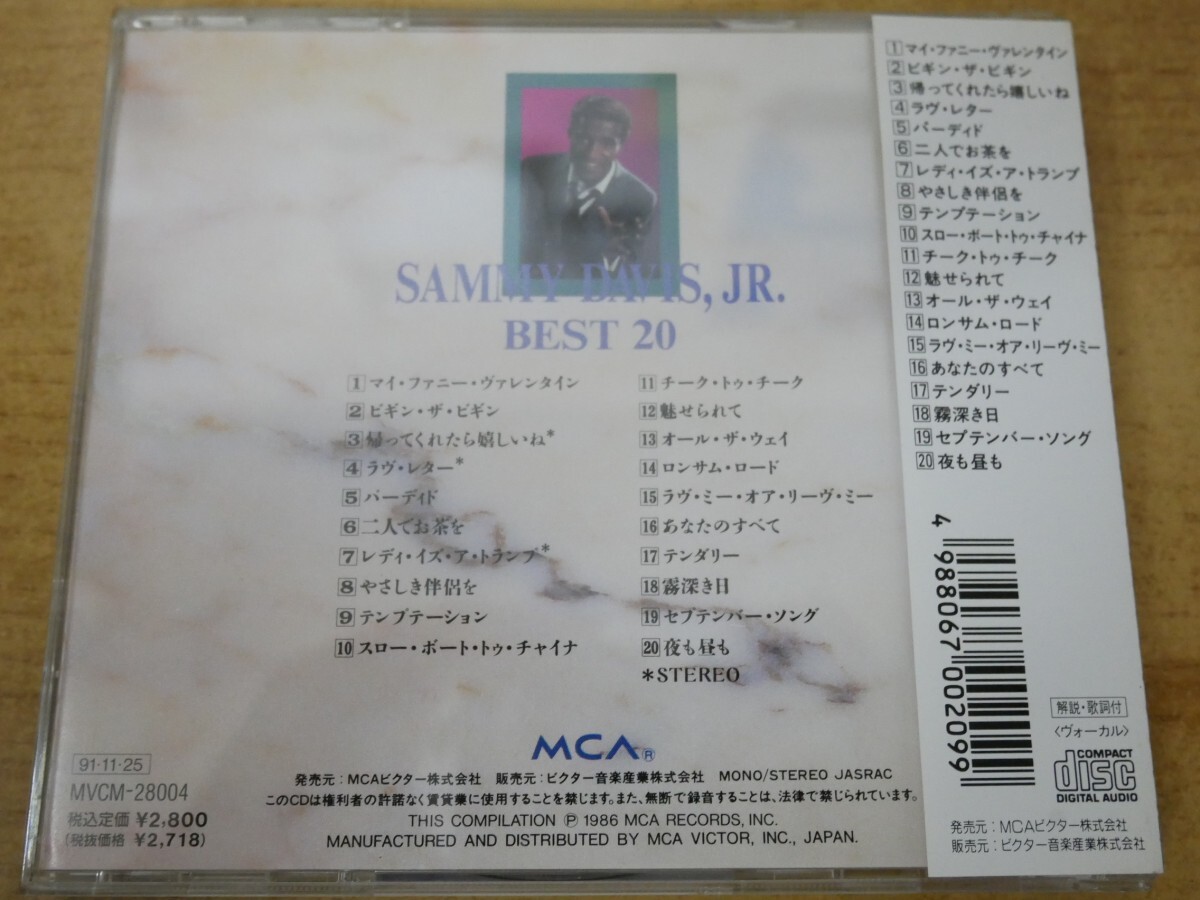 SAMMY DAVIS, JR.
BEST 20
1 マイ・ファニー・ヴァレンタイン
2 ビギン・ザ・ビギン
3 帰ってくれたら嬉しいね*
4 ラヴ・レター*
5 パーディド
6 二人でお茶を
7 レディ・イズ・ア・トランプ*
8 やさしき伴侶を
9 テンプテーション
10 スロー・ボート・トゥ・チャイナ
11 チーク・トゥ・チーク
12 魅せられて
13 オール・ザ・ウェイ
14 ロンサム・ロード
15 ラヴ・ミー・オア・リーヴ・ミー
16 あなたのすべて
17 テンダリー
18 霧深き日
19 セプテンバー・ソング
20 夜も昼も
*STEREO
MCA®
91·11·25
MVCM-28004
税込定価 ¥2,800
(税抜価格 ¥2,718)
発売元:MCAビクター株式会社 販売元:ビクター音楽産業株式会社 MONO/STEREO JASRAC
このCDは権利者の許諾なく賃貸業に使用することを禁じます。また、無断で録音することは、法律で禁じられています。
THIS COMPILATION ℗ 1986 MCA RECORDS, INC.
MANUFACTURED AND DISTRIBUTED BY MCA VICTOR, INC., JAPAN.
1 マイ・ファニー・ヴァレンタイン
2 ビギン・ザ・ビギン
3 帰ってくれたら嬉しいね
4 ラヴ・レター
5 パーディド
6 二人でお茶を
7 レディ・イズ・ア・トランプ
8 やさしき伴侶を
9 テンプテーション
10 スロー・ボート・トゥ・チャイナ
11 チーク・トゥ・チーク
12 魅せられて
13 オール・ザ・ウェイ
14 ロンサム・ロード
15 ラヴ・ミー・オア・リーヴ・ミー
16 あなたのすべて
17 テンダリー
18 霧深き日
19 セプテンバー・ソング
20 夜も昼も
4 988067 002099
解説・歌詞付
〈ヴォーカル〉
COMPACT
disc
DIGITAL AUDIO
発売元:MCAビクター株式会社
販売元:ビクター音楽産業株式会社